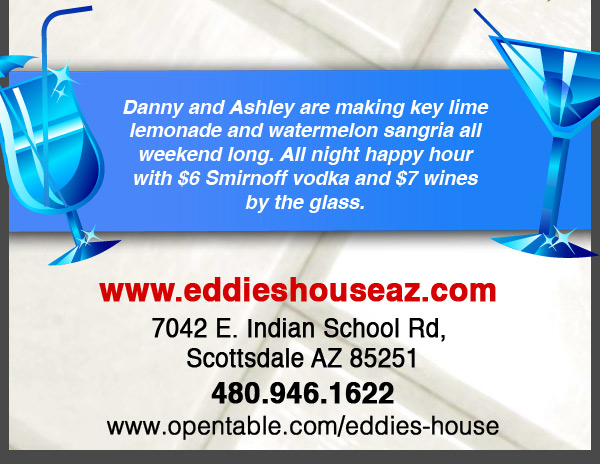 Danny and Ashley are making key lime
lemonade and watermelon sangria all
weekend long. All night happy hour
with $6 Smirnoff vodka and $7 wines
by the glass.
www.eddieshouseaz.com
7042 E. Indian School Rd,
Scottsdale AZ 85251
480.946.1622
www.opentable.com/eddies-house